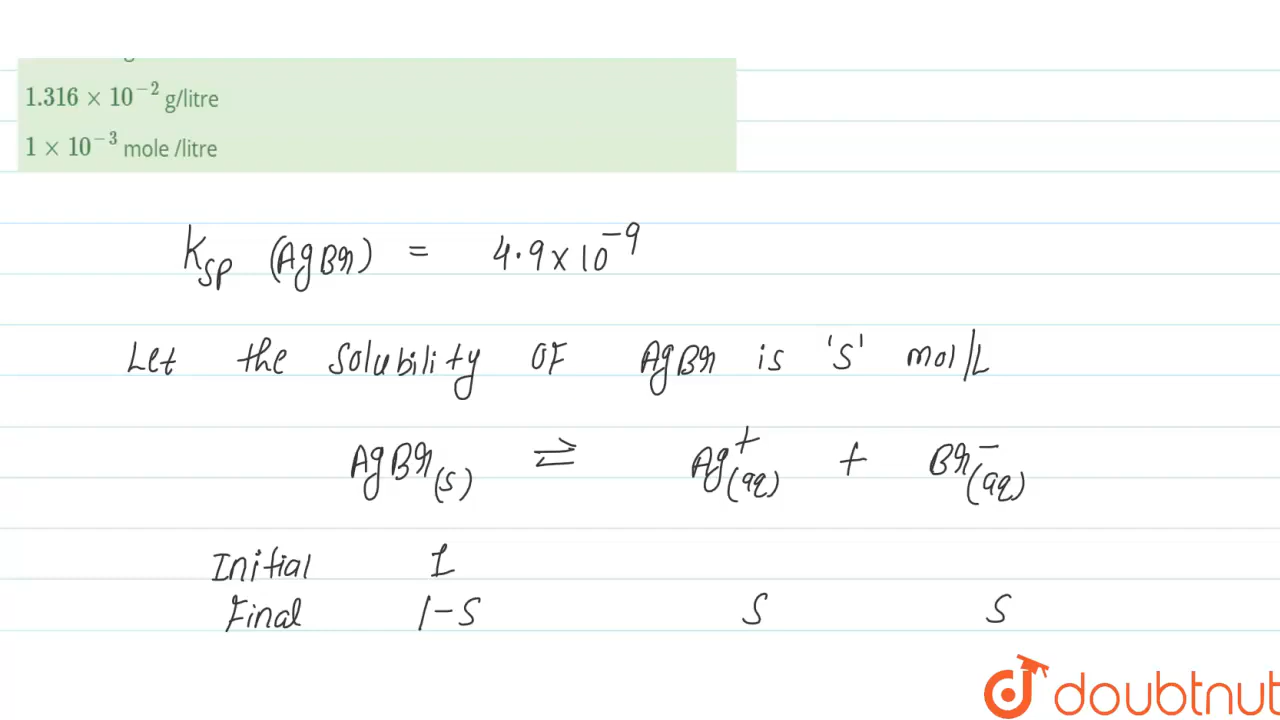 1.316 × 10⁻² g/litre
1 × 10⁻³ mole /litre
Ksp (AgBr) = 4.9×10⁻⁹
Let the solubility OF AgBr is 'S' mol/L
AgBr(s) ⇌ Ag⁺(aq) + Br⁻(aq)
Initial 1
Final 1-S S S
doubtnut